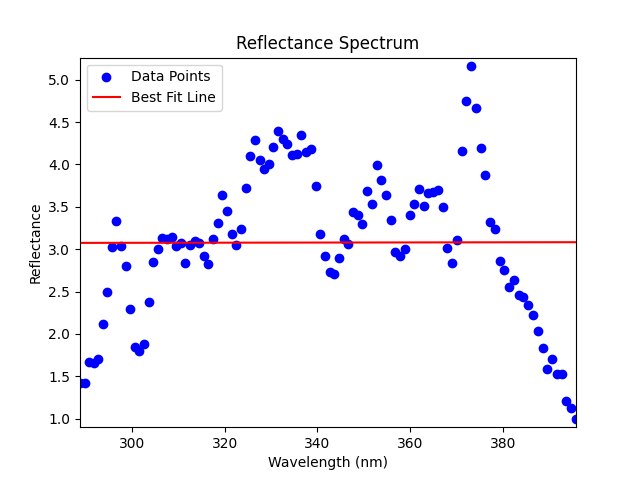 Reflectance Spectrum
Data Points
Best Fit Line
5.0
4.5
4.0
3.5
3.0
2.5
2.0
1.5
1.0
Reflectance
300
320
340
360
380
Wavelength (nm)